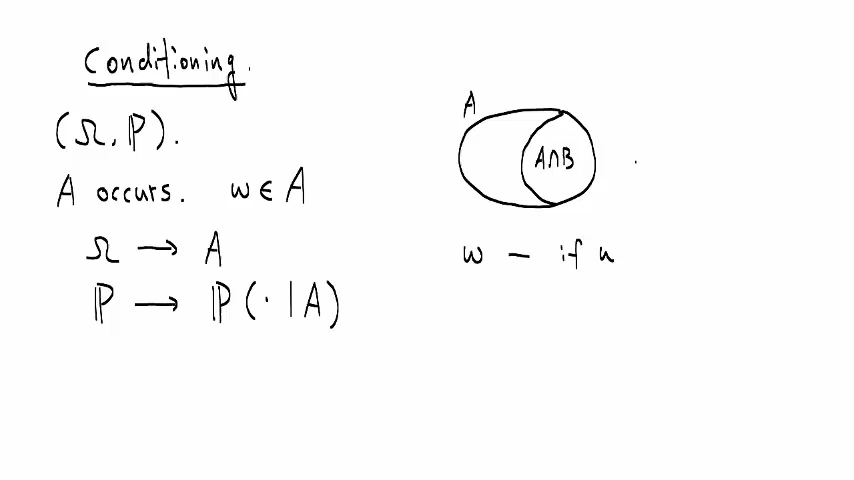 Conditioning.
(Ω, ℙ).
A occurs. ω ∈ A
Ω → A
ℙ → ℙ(· | A)
A
A∩B
ω – if u